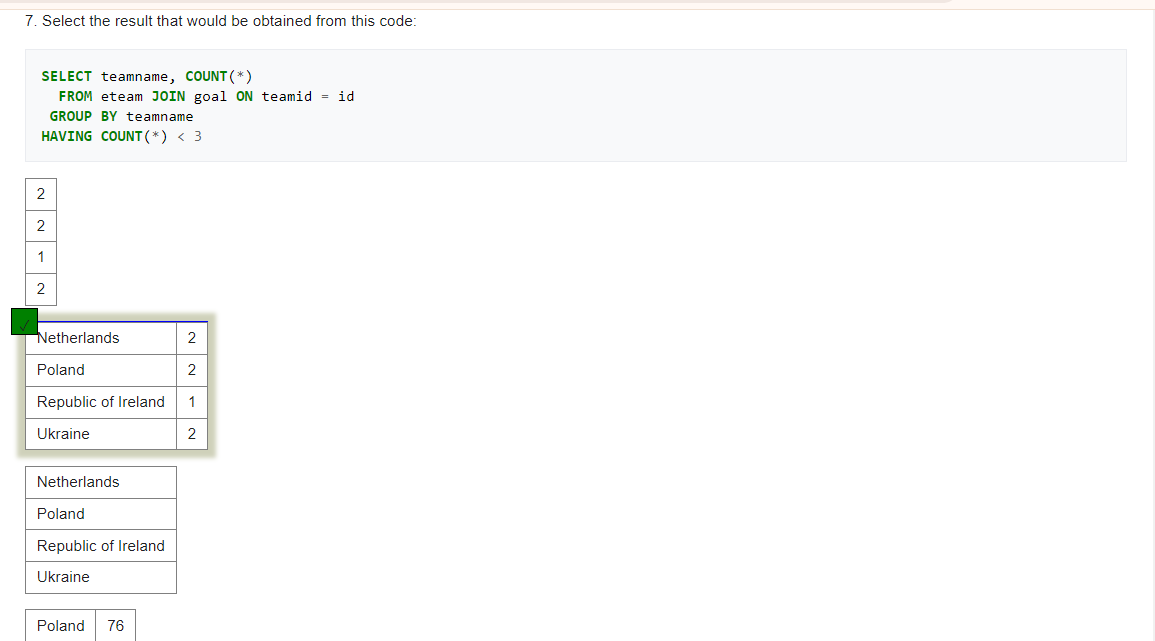 7. Select the result that would be obtained from this code:
SELECT teamname, COUNT(*)
FROM eteam JOIN goal ON teamid = id
GROUP BY teamname
HAVING COUNT(*) < 3
2
2
1
2
✓
Netherlands 2
Poland 2
Republic of Ireland 1
Ukraine 2
Netherlands
Poland
Republic of Ireland
Ukraine
Poland 76